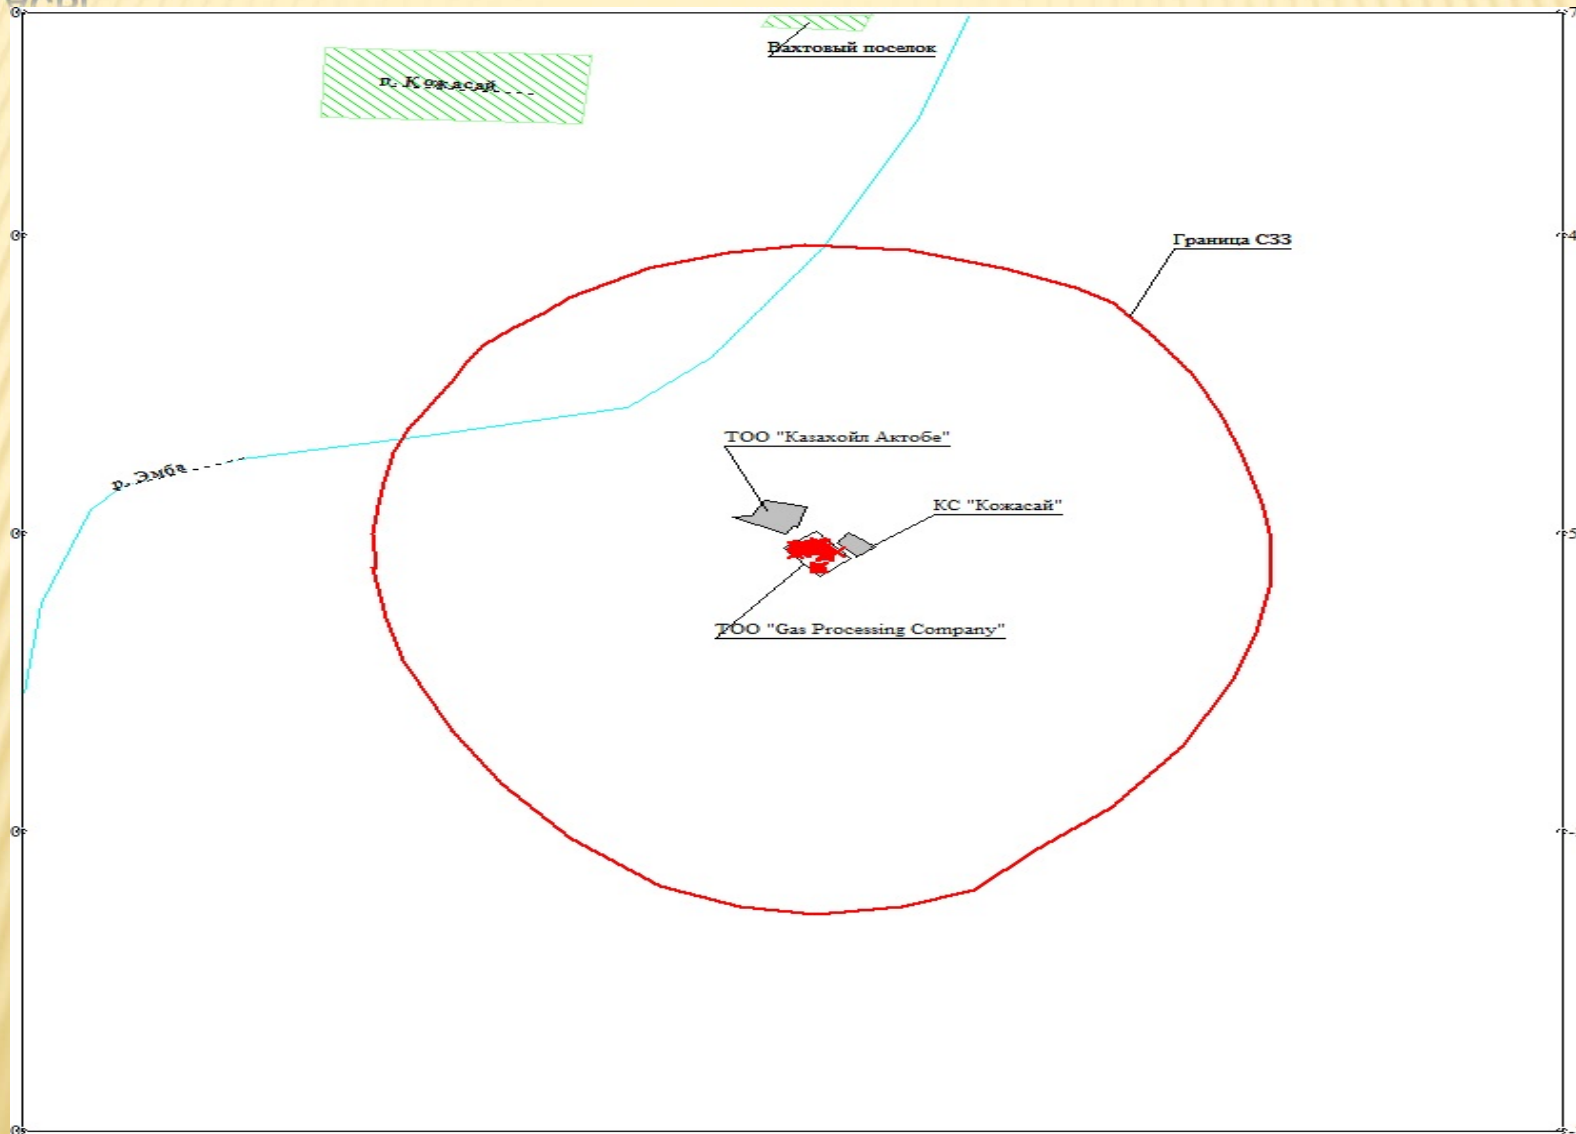 Вахтовый поселок
п. Кожасай
Граница СЗЗ
ТОО "Казахойл Актобе"
р. Эмба
КС "Кожасай"
ТОО "Gas Processing Company"